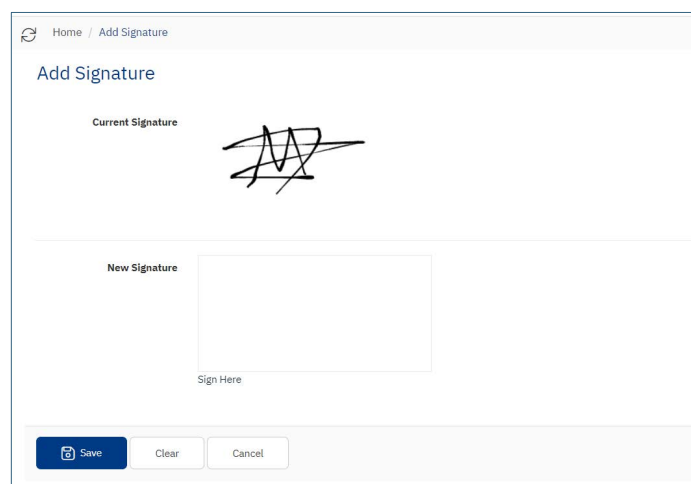 Home / Add Signature
Add Signature
Current Signature
New Signature
Sign Here
Save Clear Cancel